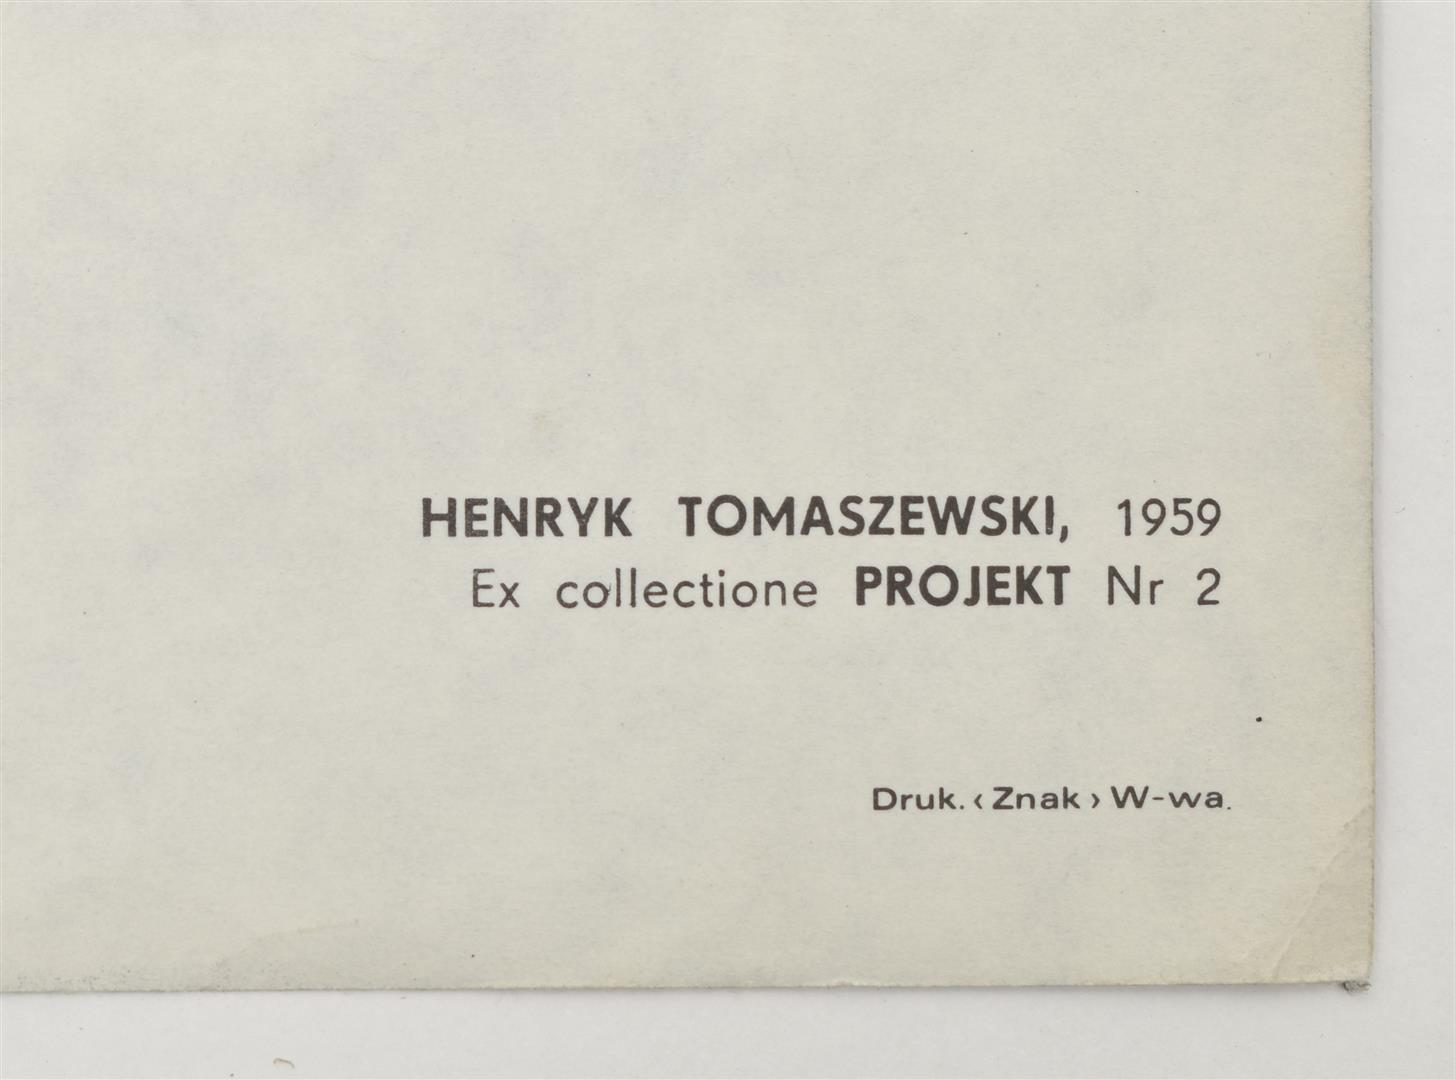 HENRYK TOMASZEWSKI, 1959
Ex collectione PROJEKT Nr 2
Druk. ‹ Znak › W-wa.